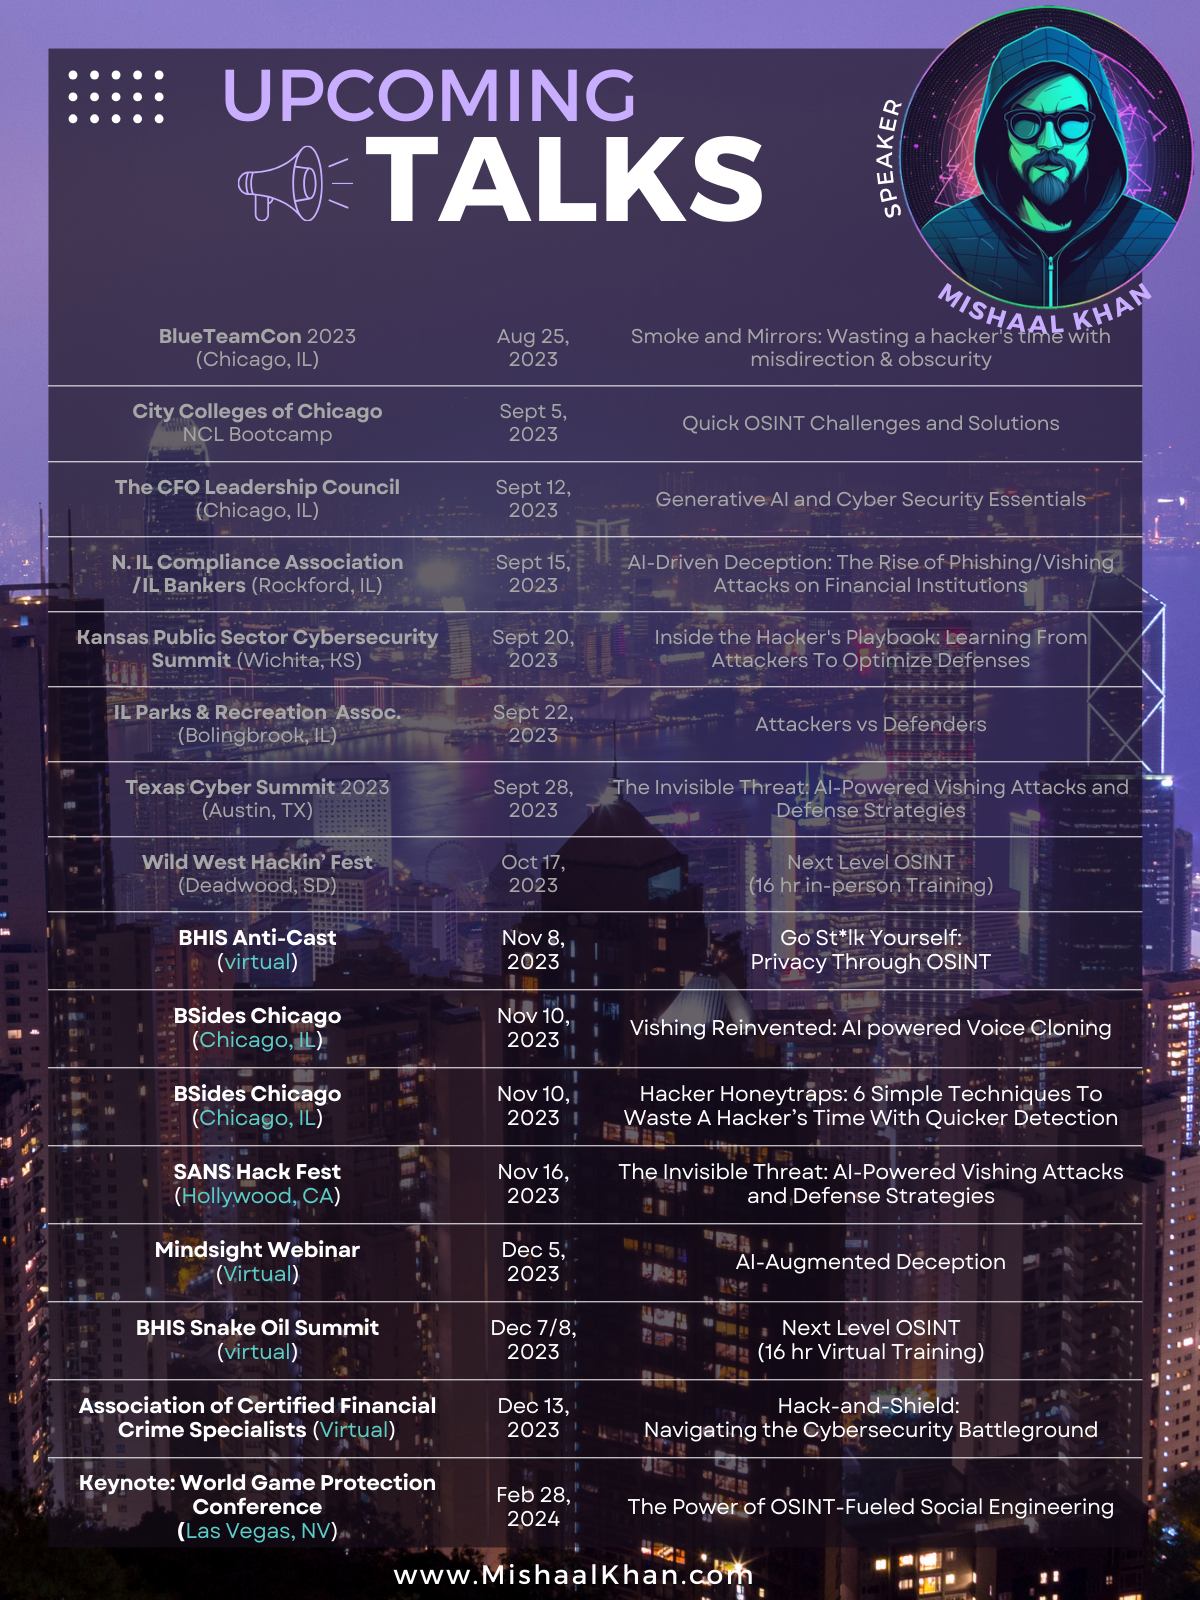 UPCOMING
TALKS
SPEAKER
MISHAAL KHAN
BlueTeamCon 2023
(Chicago, IL)
Aug 25,
2023
Smoke and Mirrors: Wasting a hacker's time with
misdirection & obscurity
City Colleges of Chicago
NCL Bootcamp
Sept 5,
2023
Quick OSINT Challenges and Solutions
The CFO Leadership Council
(Chicago, IL)
Sept 12,
2023
Generative AI and Cyber Security Essentials
N. IL Compliance Association
/IL Bankers (Rockford, IL)
Sept 15,
2023
AI-Driven Deception: The Rise of Phishing/Vishing
Attacks on Financial Institutions
Kansas Public Sector Cybersecurity
Summit (Wichita, KS)
Sept 20,
2023
Inside the Hacker's Playbook: Learning From
Attackers To Optimize Defenses
IL Parks & Recreation Assoc.
(Bolingbrook, IL)
Sept 22,
2023
Attackers vs Defenders
Texas Cyber Summit 2023
(Austin, TX)
Sept 28,
2023
The Invisible Threat: AI-Powered Vishing Attacks and
Defense Strategies
Wild West Hackin' Fest
(Deadwood, SD)
Oct 17,
2023
Next Level OSINT
(16 hr in-person Training)
BHIS Anti-Cast
(virtual)
Nov 8,
2023
Go St*lk Yourself:
Privacy Through OSINT
BSides Chicago
(Chicago, IL)
Nov 10,
2023
Vishing Reinvented: AI powered Voice Cloning
BSides Chicago
(Chicago, IL)
Nov 10,
2023
Hacker Honeytraps: 6 Simple Techniques To
Waste A Hacker’s Time With Quicker Detection
SANS Hack Fest
(Hollywood, CA)
Nov 16,
2023
The Invisible Threat: AI-Powered Vishing Attacks
and Defense Strategies
Mindsight Webinar
(Virtual)
Dec 5,
2023
AI-Augmented Deception
BHIS Snake Oil Summit
(virtual)
Dec 7/8,
2023
Next Level OSINT
(16 hr Virtual Training)
Association of Certified Financial
Crime Specialists (Virtual)
Dec 13,
2023
Hack-and-Shield:
Navigating the Cybersecurity Battleground
Keynote: World Game Protection
Conference
(Las Vegas, NV)
Feb 28,
2024
The Power of OSINT-Fueled Social Engineering
www.MishaalKhan.com